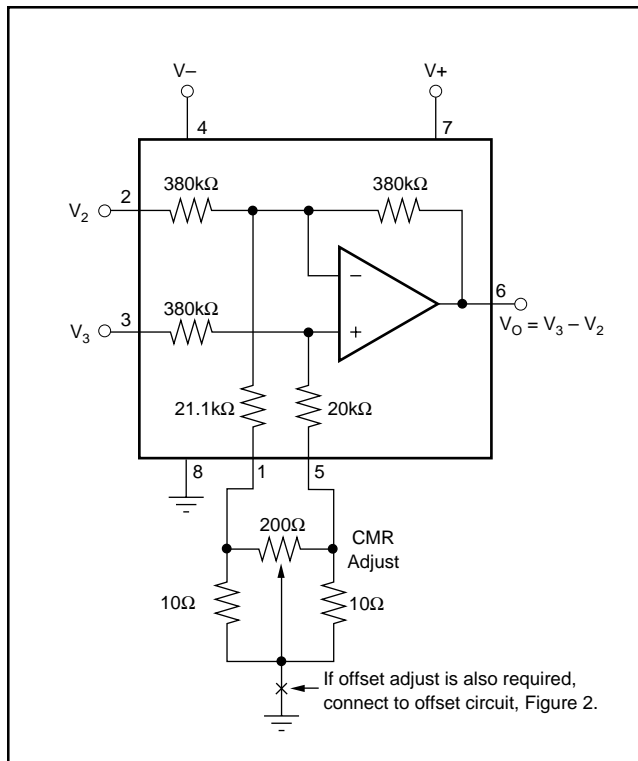 V– V+
4 7
380kΩ 380kΩ
V2 2
–
3
V3 380kΩ
+
6
VO = V3 – V2
21.1kΩ 20kΩ
8 1 5
200Ω CMR
Adjust
10Ω 10Ω
If offset adjust is also required,
connect to offset circuit, Figure 2.